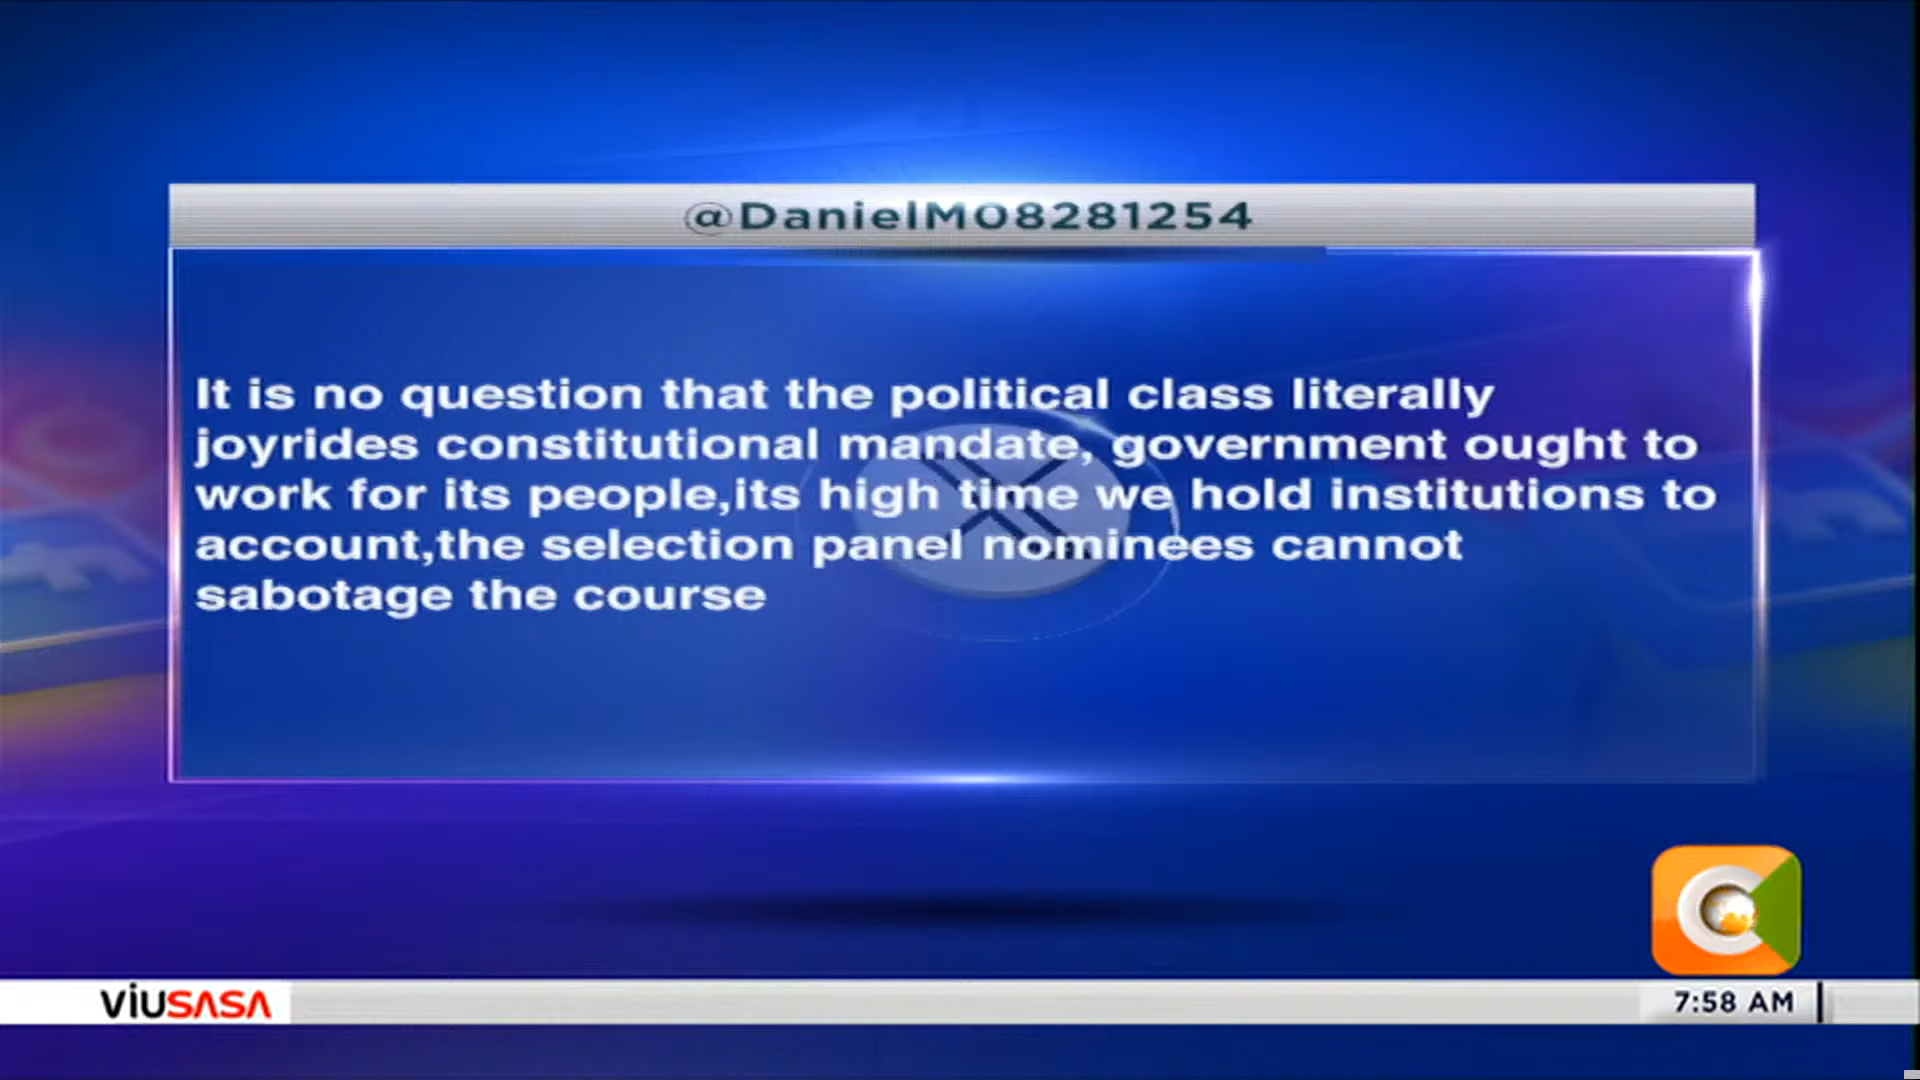 @DanielM08281254
It is no question that the political class literally
joyrides constitutional mandate, government ought to
work for its people,its high time we hold institutions to
account,the selection panel nominees cannot
sabotage the course
viusasa
7:58 AM